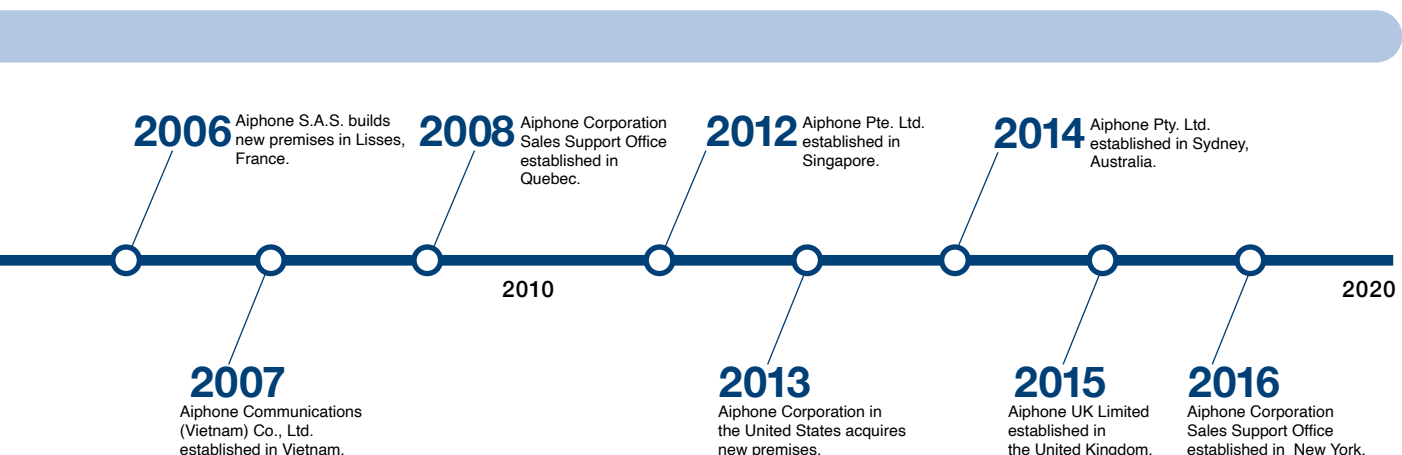 2006
Aiphone S.A.S. builds
new premises in Lisses,
France.
2008
Aiphone Corporation
Sales Support Office
established in
Quebec.
2012
Aiphone Pte. Ltd.
established in
Singapore.
2014
Aiphone Pty. Ltd.
established in Sydney,
Australia.
2010
2020
2007
Aiphone Communications
(Vietnam) Co., Ltd.
established in Vietnam.
2013
Aiphone Corporation in
the United States acquires
new premises.
2015
Aiphone UK Limited
established in
the United Kingdom.
2016
Aiphone Corporation
Sales Support Office
established in New York.